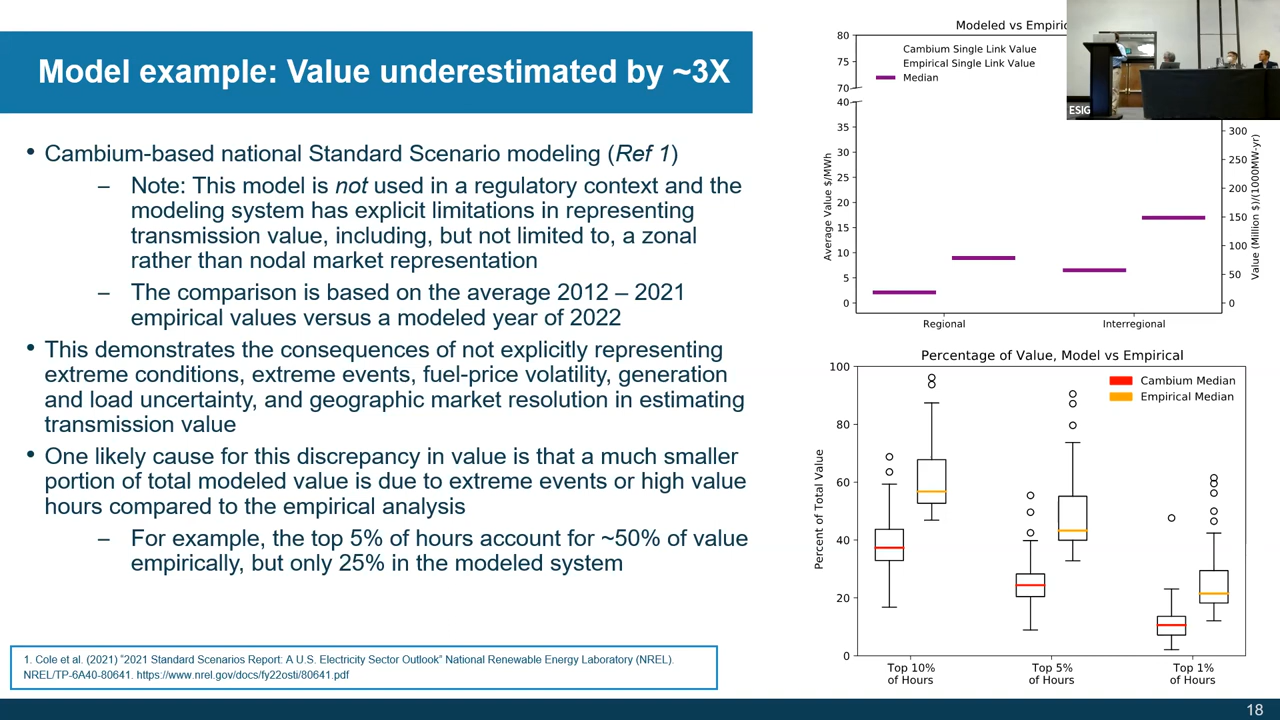 Model example: Value underestimated by ~3X
• Cambium-based national Standard Scenario modeling (Ref 1)
– Note: This model is not used in a regulatory context and the
modeling system has explicit limitations in representing
transmission value, including, but not limited to, a zonal
rather than nodal market representation
– The comparison is based on the average 2012 – 2021
empirical values versus a modeled year of 2022
• This demonstrates the consequences of not explicitly representing
extreme conditions, extreme events, fuel-price volatility, generation
and load uncertainty, and geographic market resolution in estimating
transmission value
• One likely cause for this discrepancy in value is that a much smaller
portion of total modeled value is due to extreme events or high value
hours compared to the empirical analysis
– For example, the top 5% of hours account for ~50% of value
empirically, but only 25% in the modeled system
1. Cole et al. (2021) "2021 Standard Scenarios Report: A U.S. Electricity Sector Outlook" National Renewable Energy Laboratory (NREL).
NREL/TP-6A40-80641. https://www.nrel.gov/docs/fy22osti/80641.pdf
Modeled vs
Cambium Single Link Value
Empirical Single Link Value
Median
Average Value $/MWh
80
75
70
40
35
30
25
20
15
10
5
0
Regional
Interregional
300
250
200
150
100
50
0
Value (Million $)/(1000MW-yr)
ESIG
Percentage of Value, Model vs Empirical
Cambium Median
Empirical Median
Percent of Total Value
100
80
60
40
20
0
Top 10%
of Hours
Top 5%
of Hours
Top 1%
of Hours
18